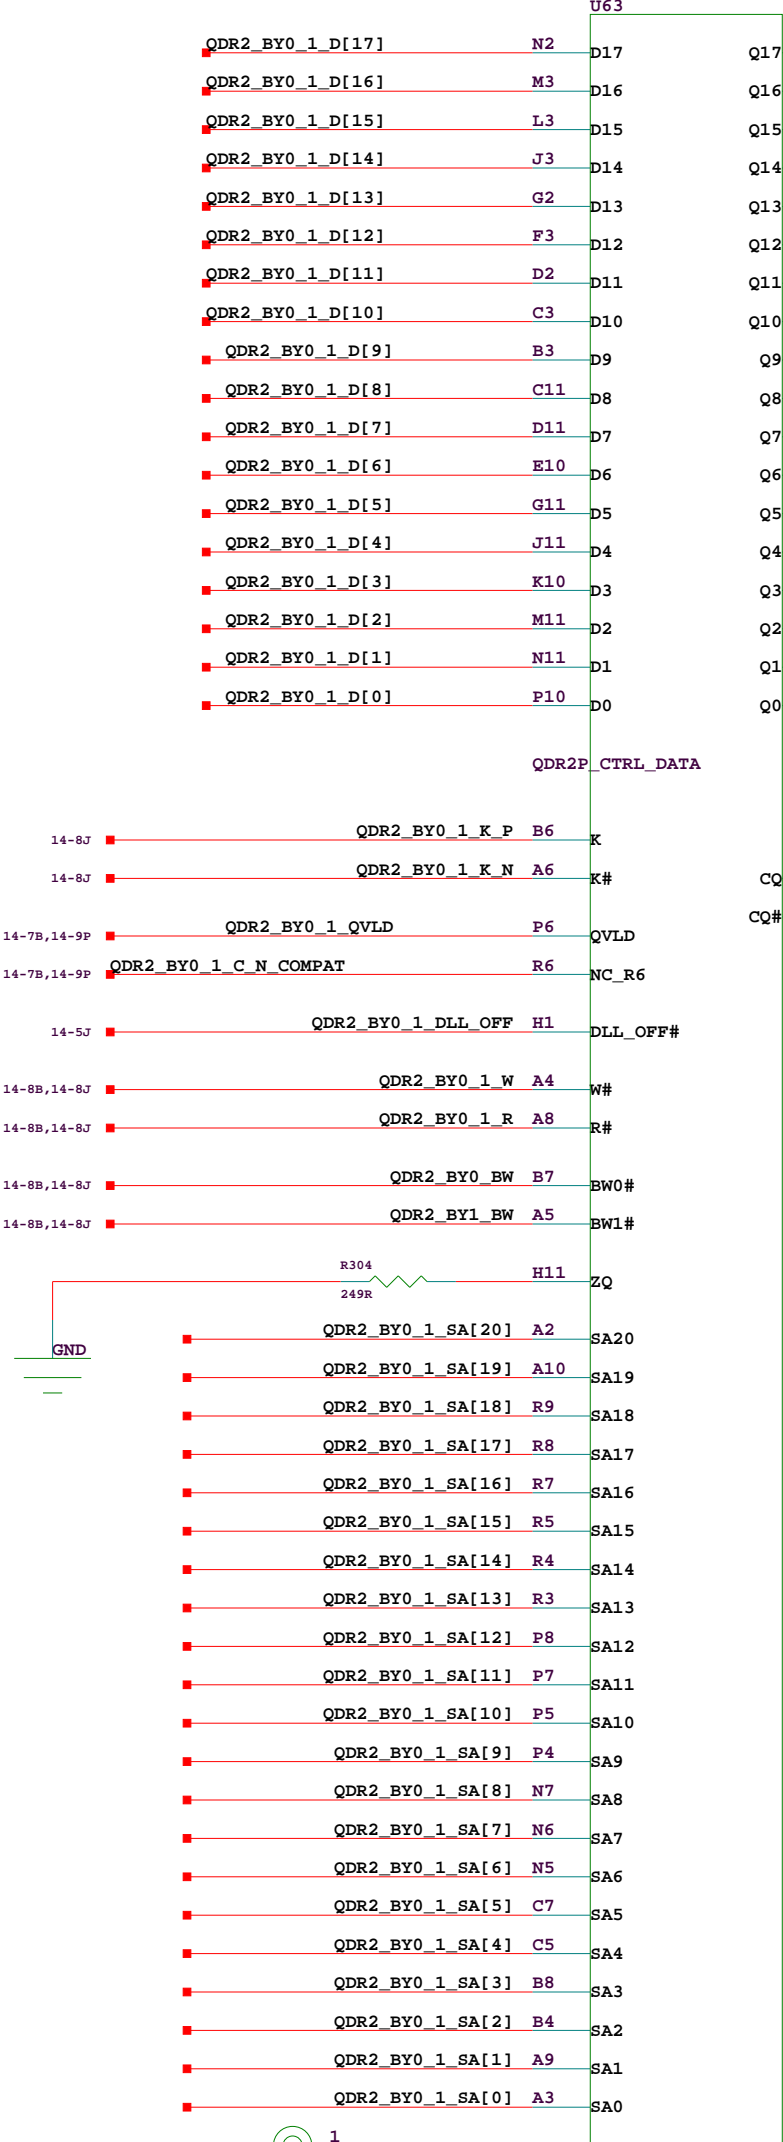 U63
QDR2_BY0_1_D[17] N2 D17 Q17
QDR2_BY0_1_D[16] M3 D16 Q16
QDR2_BY0_1_D[15] L3 D15 Q15
QDR2_BY0_1_D[14] J3 D14 Q14
QDR2_BY0_1_D[13] G2 D13 Q13
QDR2_BY0_1_D[12] F3 D12 Q12
QDR2_BY0_1_D[11] D2 D11 Q11
QDR2_BY0_1_D[10] C3 D10 Q10
QDR2_BY0_1_D[9] B3 D9 Q9
QDR2_BY0_1_D[8] C11 D8 Q8
QDR2_BY0_1_D[7] D11 D7 Q7
QDR2_BY0_1_D[6] E10 D6 Q6
QDR2_BY0_1_D[5] G11 D5 Q5
QDR2_BY0_1_D[4] J11 D4 Q4
QDR2_BY0_1_D[3] K10 D3 Q3
QDR2_BY0_1_D[2] M11 D2 Q2
QDR2_BY0_1_D[1] N11 D1 Q1
QDR2_BY0_1_D[0] P10 D0 Q0
QDR2P_CTRL_DATA
14-8J QDR2_BY0_1_K_P B6 K
14-8J QDR2_BY0_1_K_N A6 K# CQ
CQ#
14-7B,14-9P QDR2_BY0_1_QVLD P6 QVLD
14-7B,14-9P QDR2_BY0_1_C_N_COMPAT R6 NC_R6
14-5J QDR2_BY0_1_DLL_OFF H1 DLL_OFF#
14-8B,14-8J QDR2_BY0_1_W A4 W#
14-8B,14-8J QDR2_BY0_1_R A8 R#
14-8B,14-8J QDR2_BY0_BW B7 BW0#
14-8B,14-8J QDR2_BY1_BW A5 BW1#
R304 H11 ZQ
249R
QDR2_BY0_1_SA[20] A2 SA20
GND
QDR2_BY0_1_SA[19] A10 SA19
QDR2_BY0_1_SA[18] R9 SA18
QDR2_BY0_1_SA[17] R8 SA17
QDR2_BY0_1_SA[16] R7 SA16
QDR2_BY0_1_SA[15] R5 SA15
QDR2_BY0_1_SA[14] R4 SA14
QDR2_BY0_1_SA[13] R3 SA13
QDR2_BY0_1_SA[12] P8 SA12
QDR2_BY0_1_SA[11] P7 SA11
QDR2_BY0_1_SA[10] P5 SA10
QDR2_BY0_1_SA[9] P4 SA9
QDR2_BY0_1_SA[8] N7 SA8
QDR2_BY0_1_SA[7] N6 SA7
QDR2_BY0_1_SA[6] N5 SA6
QDR2_BY0_1_SA[5] C7 SA5
QDR2_BY0_1_SA[4] C5 SA4
QDR2_BY0_1_SA[3] B8 SA3
QDR2_BY0_1_SA[2] B4 SA2
QDR2_BY0_1_SA[1] A9 SA1
QDR2_BY0_1_SA[0] A3 SA0
1